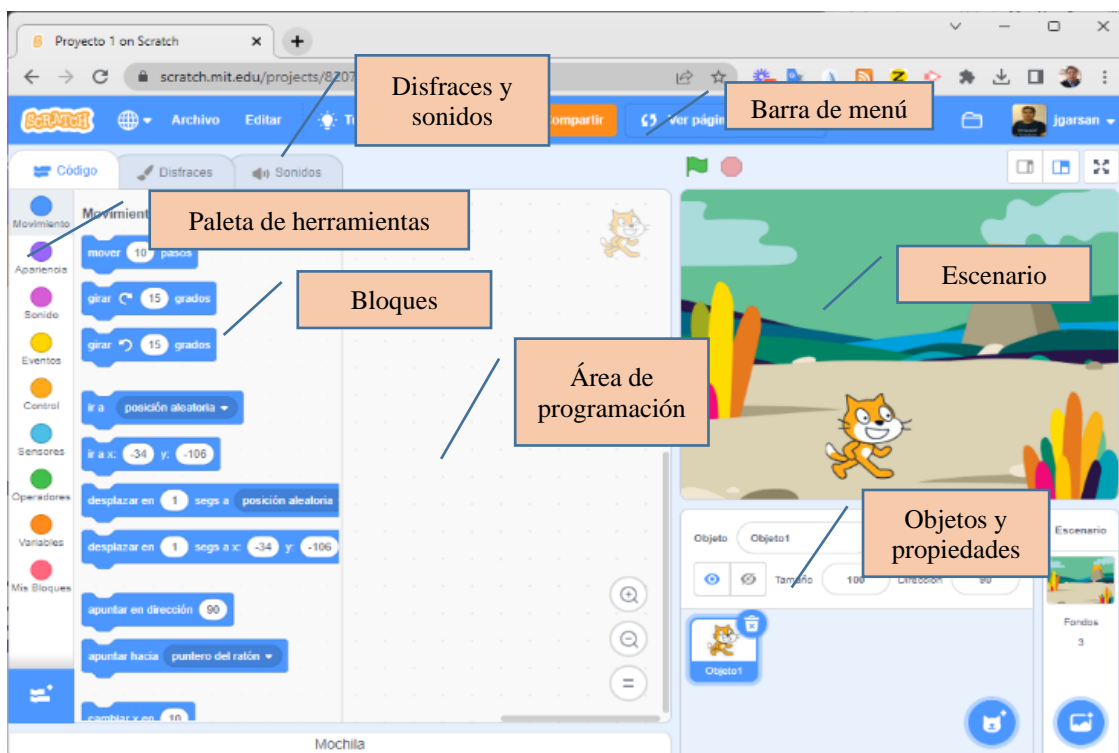 Proyecto 1 on Scratch
scratch.mit.edu/projects/8207
Disfraces y
sonidos
Barra de menú
SCRATCH
Archivo
Editar
Ver
jgarsan
Código
Disfraces
Sonidos
Movimiento
Apariencia
Sonido
Eventos
Control
Sensores
Operadores
Variables
Mis Bloques
Paleta de herramientas
mover 10 pasos
Bloques
girar 15 grados
girar 15 grados
ir a posición aleatoria
ir a x: -34 y: -106
desplazar en 1 segs a posición aleatoria
desplazar en 1 segs a x: -34 y: -106
apuntar en dirección 90
apuntar hacia puntero del ratón
cambiar x en 10
Área de
programación
Escenario
Objetos y
propiedades
Objeto Objeto1
Tamaño 100 Dirección 90
Objeto1
Escenario
Fondos
3
Mochila